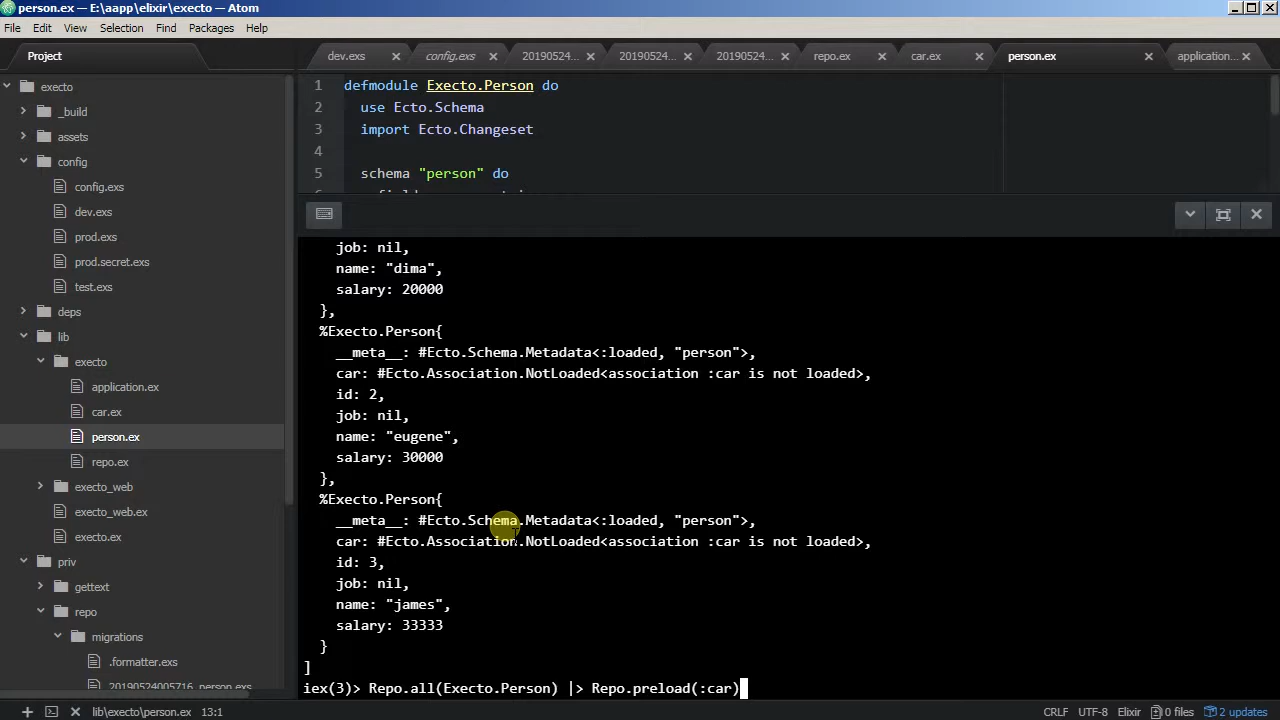 person.ex — E:\aapp\elixir\execto — Atom
File Edit View Selection Find Packages Help
Project
dev.exs config.exs 20190524... 20190524... 20190524... repo.ex car.ex person.ex application....
execto
_build
assets
config
config.exs
dev.exs
prod.exs
prod.secret.exs
test.exs
deps
lib
execto
application.ex
car.ex
person.ex
repo.ex
execto_web
execto_web.ex
execto.ex
priv
gettext
repo
migrations
.formatter.exs
20190524005716_person.exs
1 defmodule Execto.Person do
2 use Ecto.Schema
3 import Ecto.Changeset
4
5 schema "person" do
job: nil,
name: "dima",
salary: 20000
},
%Execto.Person{
__meta__: #Ecto.Schema.Metadata<:loaded, "person">,
car: #Ecto.Association.NotLoaded<association :car is not loaded>,
id: 2,
job: nil,
name: "eugene",
salary: 30000
},
%Execto.Person{
__meta__: #Ecto.Schema.Metadata<:loaded, "person">,
car: #Ecto.Association.NotLoaded<association :car is not loaded>,
id: 3,
job: nil,
name: "james",
salary: 33333
}
]
iex(3)> Repo.all(Execto.Person) |> Repo.preload(:car)
lib\execto\person.ex 13:1 CRLF UTF-8 Elixir 0 files 2 updates